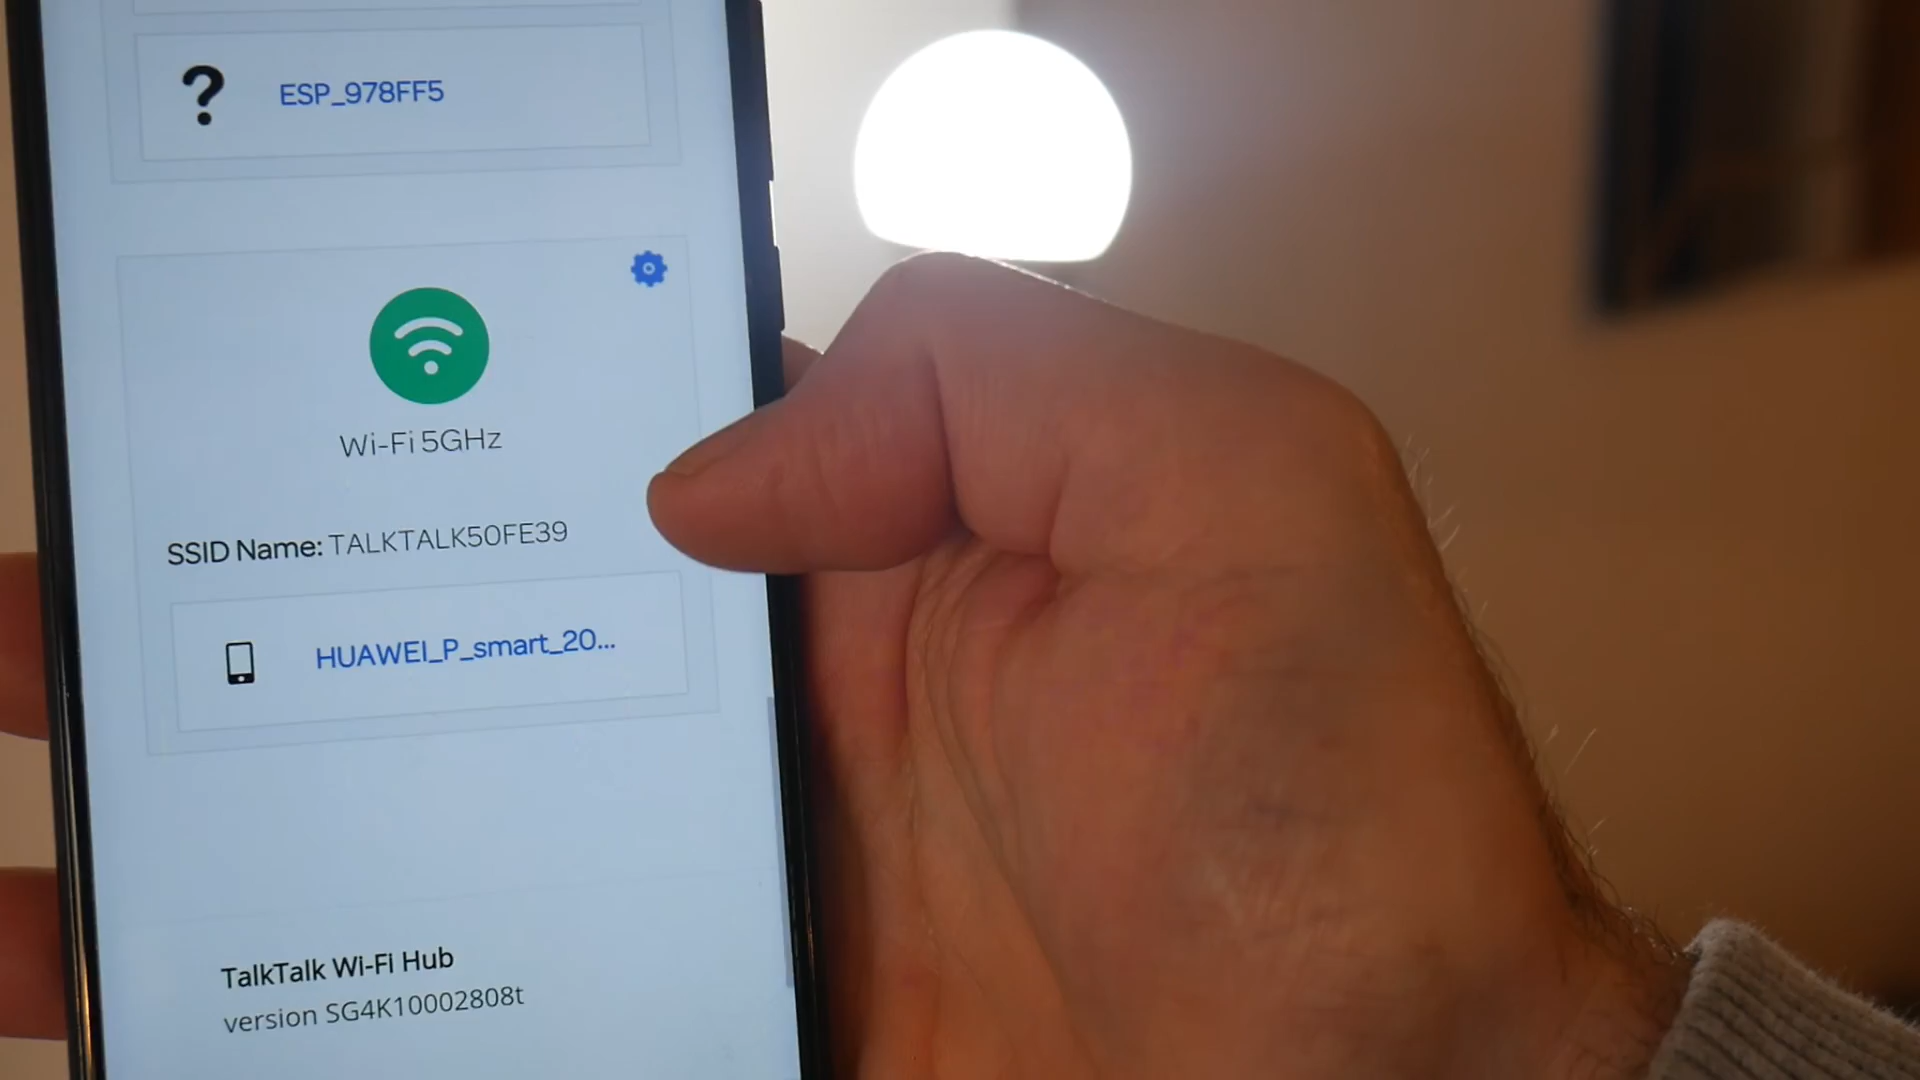 ESP_978FF5
Wi-Fi 5GHz
SSID Name: TALKTALK50FE39
HUAWEI_P_smart_20...
TalkTalk Wi-Fi Hub
version SG4K10002808t